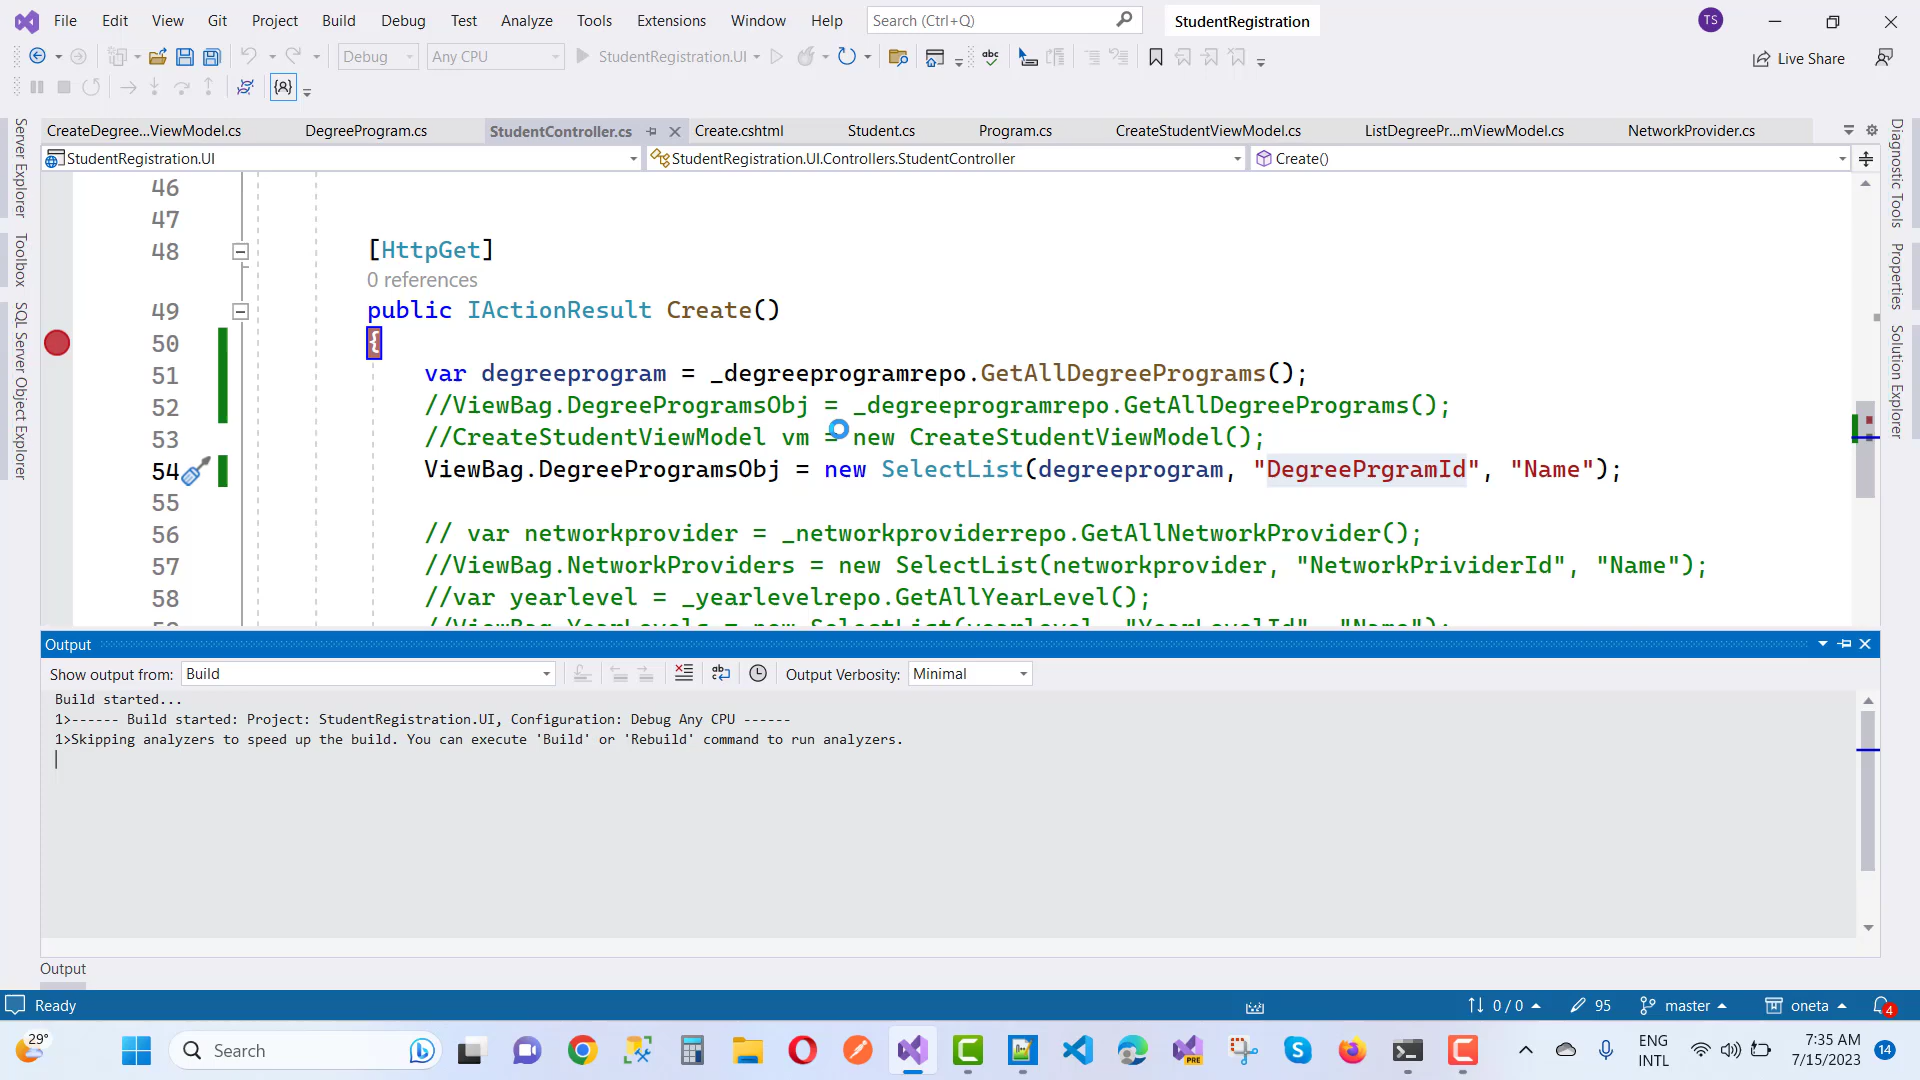 File Edit View Git Project Build Debug Test Analyze Tools Extensions Window Help Search (Ctrl+Q) StudentRegistration TS
Debug Any CPU StudentRegistration.UI Live Share
CreateDegree...ViewModel.cs DegreeProgram.cs StudentController.cs Create.cshtml Student.cs Program.cs CreateStudentViewModel.cs ListDegreePr...mViewModel.cs NetworkProvider.cs
StudentRegistration.UI StudentRegistration.UI.Controllers.StudentController Create()
Server Explorer
Toolbox
SQL Server Object Explorer
Diagnostic Tools
Properties
Solution Explorer
46
47
48 [HttpGet]
0 references
49 public IActionResult Create()
50 {
51 var degreeprogram = _degreeprogramrepo.GetAllDegreePrograms();
52 //ViewBag.DegreeProgramsObj = _degreeprogramrepo.GetAllDegreePrograms();
53 //CreateStudentViewModel vm = new CreateStudentViewModel();
54 ViewBag.DegreeProgramsObj = new SelectList(degreeprogram, "DegreePrgramId", "Name");
55
56 // var networkprovider = _networkproviderrepo.GetAllNetworkProvider();
57 //ViewBag.NetworkProviders = new SelectList(networkprovider, "NetworkPrividerId", "Name");
58 //var yearlevel = _yearlevelrepo.GetAllYearLevel();
//ViewBag.YearLevels = new SelectList(yearlevel, "YearLevelId", "Name");
Output
Show output from: Build Output Verbosity: Minimal
Build started...
1>------ Build started: Project: StudentRegistration.UI, Configuration: Debug Any CPU ------
1>Skipping analyzers to speed up the build. You can execute 'Build' or 'Rebuild' command to run analyzers.
Output
Ready 0 / 0 95 master oneta 4
29° Search PRE ENG INTL 7:35 AM 7/15/2023 14